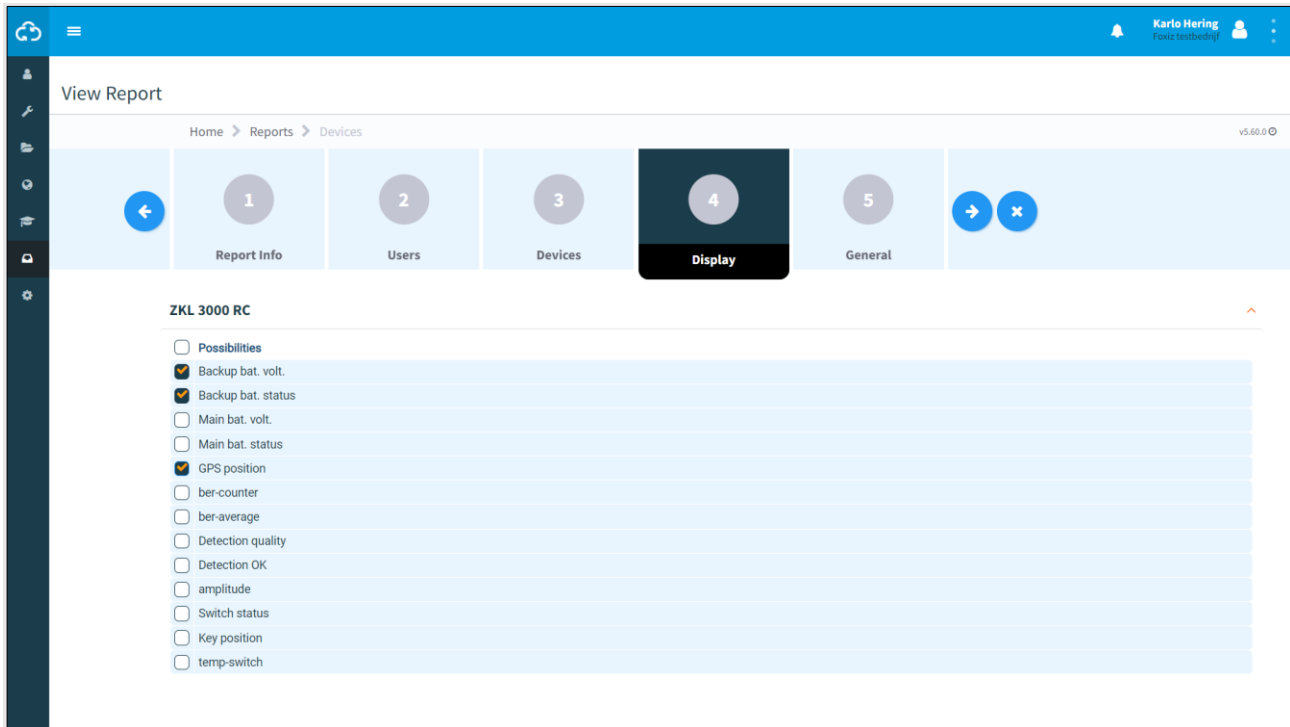 Karlo Hering
Foxiz testbedrijf
View Report
Home Reports Devices
v5.60.0
1 2 3 4 5
Report Info Users Devices Display General
ZKL 3000 RC
Possibilities
Backup bat. volt.
Backup bat. status
Main bat. volt.
Main bat. status
GPS position
ber-counter
ber-average
Detection quality
Detection OK
amplitude
Switch status
Key position
temp-switch